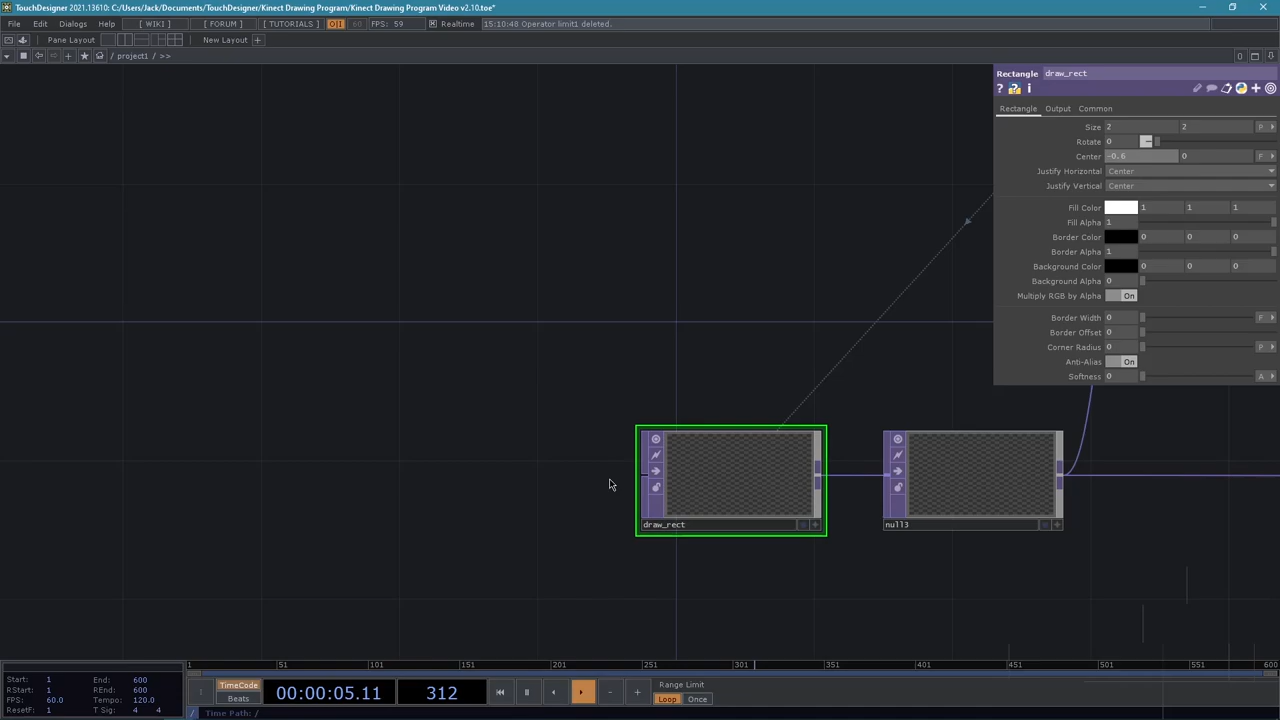 TouchDesigner 2021.13610: C:/Users/Jack/Documents/TouchDesigner/Kinect Drawing Program/Kinect Drawing Program Video v2.10.toe*
File Edit Dialogs Help [ WIKI ] [ FORUM ] [ TUTORIALS ] O|I 60 FPS: 59 Realtime 15:10:48 Operator limit1 deleted.
Pane Layout New Layout +
/ project1 / >> 0
Rectangle draw_rect
? ? i
Rectangle Output Common
Size 2 2 P
Rotate 0
Center -0.6 0 F
Justify Horizontal Center
Justify Vertical Center
Fill Color 1 1 1
Fill Alpha 1
Border Color 0 0 0
Border Alpha 1
Background Color 0 0 0
Background Alpha 0
Multiply RGB by Alpha On
Border Width 0 F
Border Offset 0
Corner Radius 0 P
Anti-Alias On
Softness 0 A
draw_rect
null3
1 51 101 151 201 251 301 351 401 451 501 551 600
Start: 1 End: 600
RStart: 1 REnd: 600
FPS: 60.0 Tempo: 120.0
ResetF: 1 T Sig: 4 4
TimeCode
Beats
00:00:05.11 312
- +
Range Limit
Loop Once
/ Time Path: /